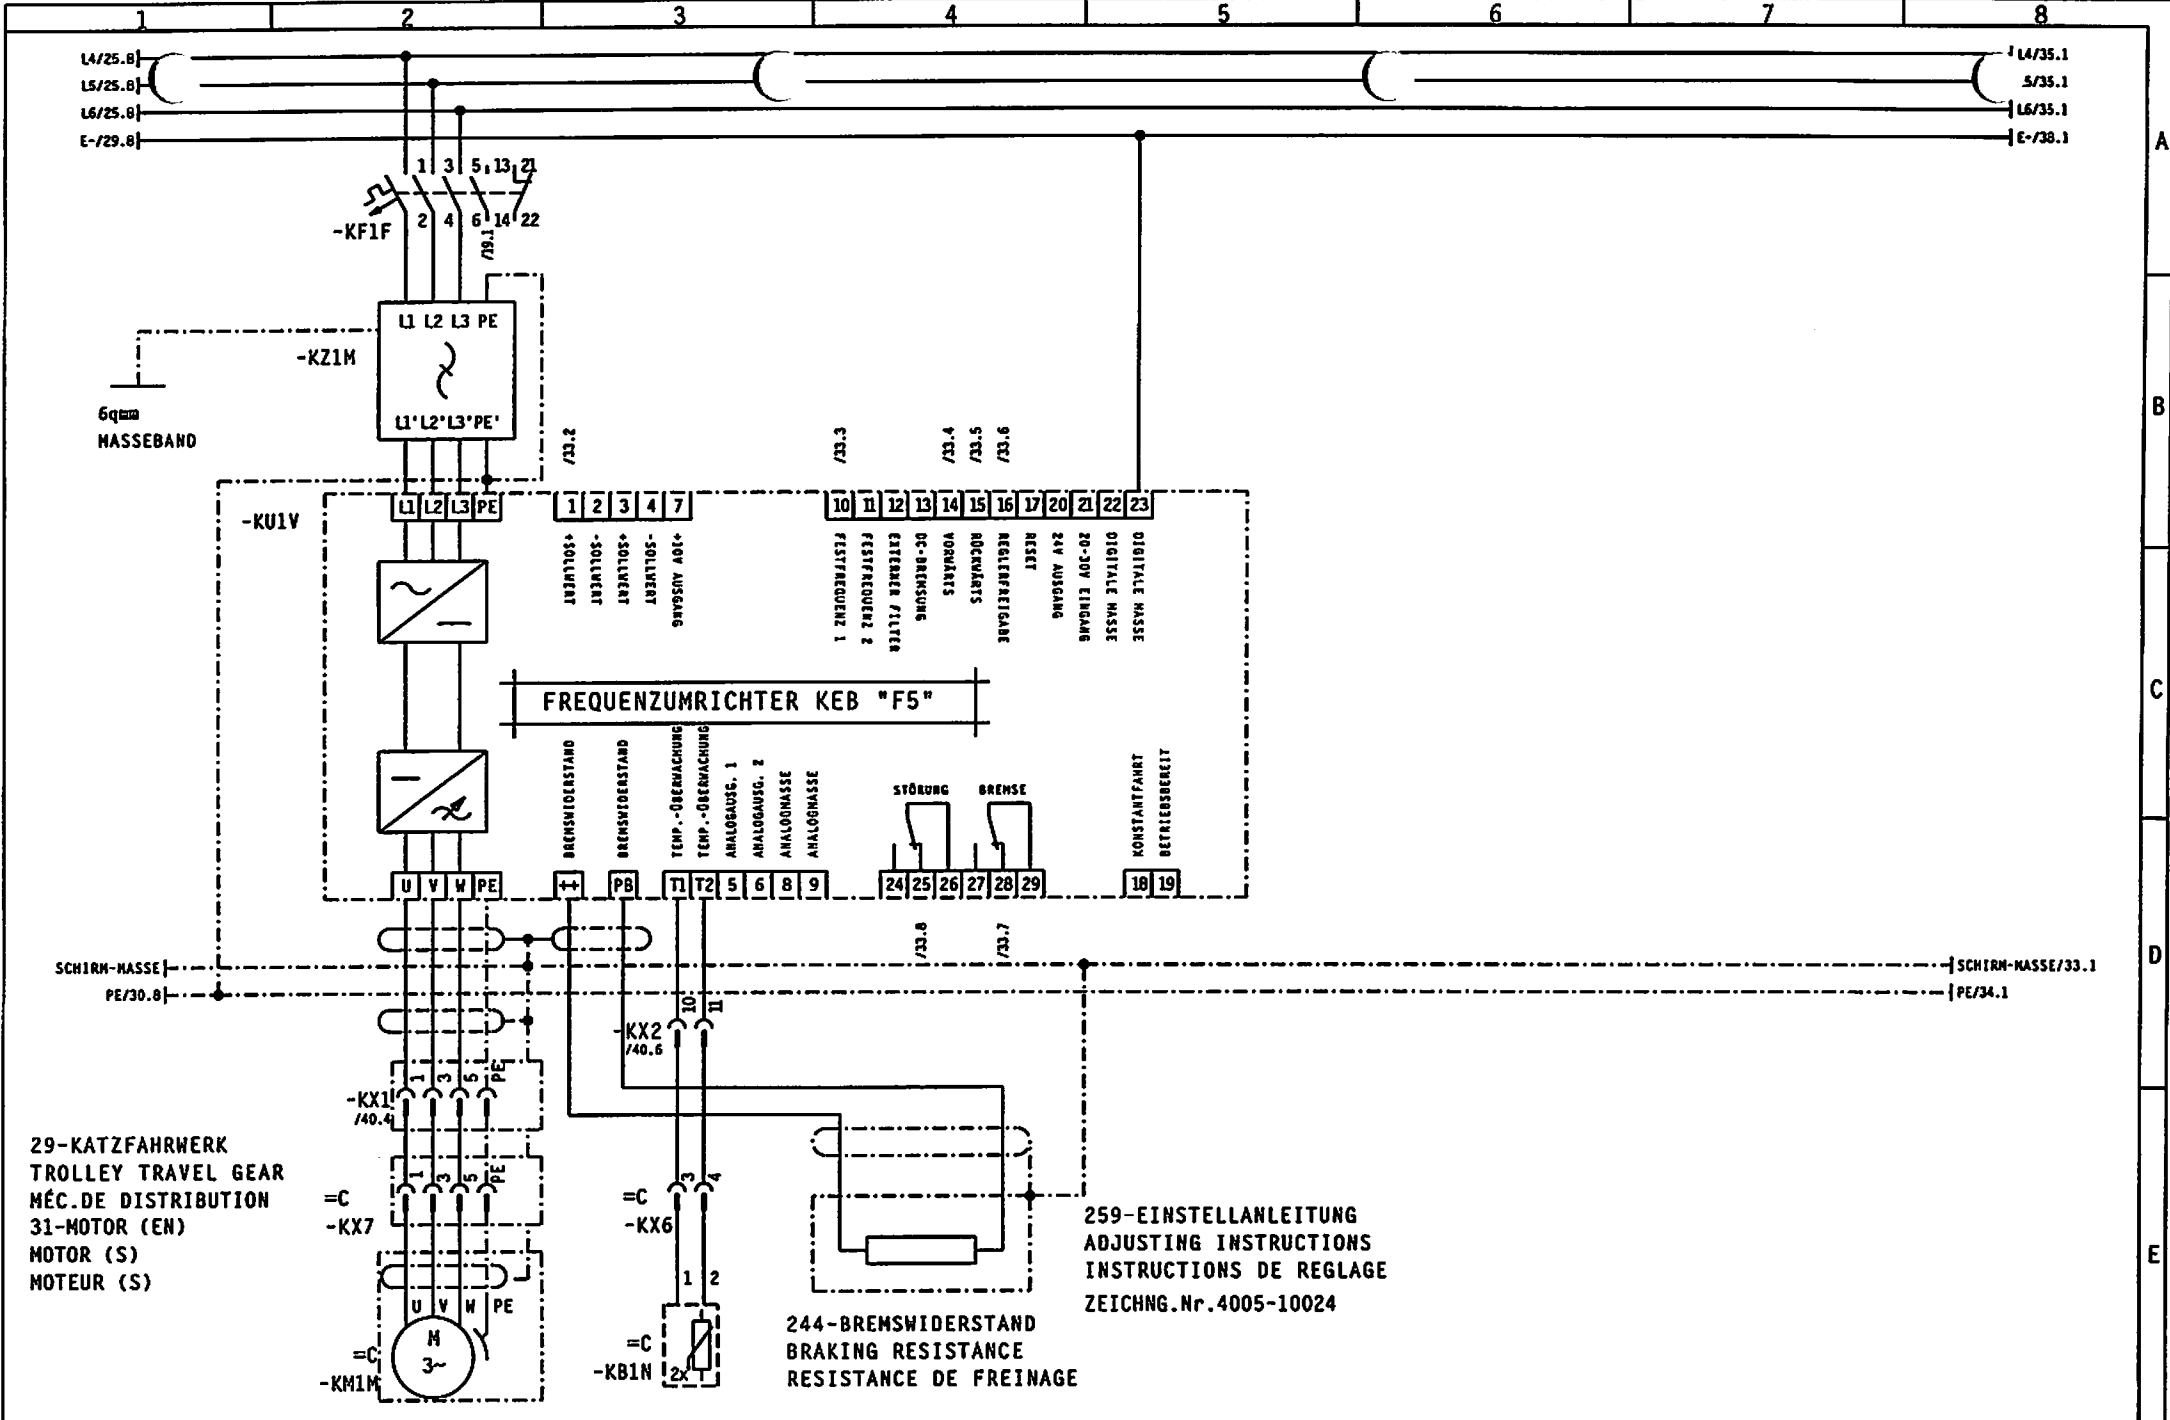 1 2 3 4 5 6 7 8
L4/25.8
L4/35.1
L5/25.8
5/35.1
L6/25.8
L6/35.1
E-/29.8
E-/38.1
A
1 3 5 13 21
2 4 6 14 22
-KF1F
/19.1
L1 L2 L3 PE
-KZ1M
L1' L2' L3' PE'
6qmm
MASSEBAND
B
/33.2
/33.3
/33.4
/33.5
/33.6
-KU1V
L1 L2 L3 PE
1 2 3 4 7
10 11 12 13 14 15 16 17 20 21 22 23
+SOLLWERT
-SOLLWERT
+SOLLWERT
-SOLLWERT
+10V AUSGANG
FESTFREQUENZ 1
FESTFREQUENZ 2
EXTERNER FILTER
DC-BREMSUNG
VORWÄRTS
RÜCKWÄRTS
REGLERFREIGABE
RESET
24V AUSGANG
20-30V EINGANG
DIGITALE MASSE
DIGITALE MASSE
FREQUENZUMRICHTER KEB "F5"
C
BREMSWIDERSTAND
BREMSWIDERSTAND
TEMP.-ÜBERWACHUNG
TEMP.-ÜBERWACHUNG
ANALOGAUSG. 1
ANALOGAUSG. 2
ANALOGMASSE
ANALOGMASSE
STÖRUNG
BREMSE
KONSTANTFAHRT
BETRIEBSBEREIT
U V W PE
++ PB T1 T2 5 6 8 9
24 25 26 27 28 29
18 19
/33.8
/33.7
SCHIRM-MASSE
SCHIRM-MASSE/33.1
D
PE/30.8
PE/34.1
10 11
-KX2
/40.6
1 3 5 PE
-KX1
/40.4
29-KATZFAHRWERK
TROLLEY TRAVEL GEAR
MÉC.DE DISTRIBUTION
31-MOTOR (EN)
MOTOR (S)
MOTEUR (S)
1 3 5 PE
=C
-KX7
3 4
=C
-KX6
1 2
259-EINSTELLANLEITUNG
ADJUSTING INSTRUCTIONS
INSTRUCTIONS DE REGLAGE
ZEICHNG.Nr.4005-10024
E
U V W PE
M
3~
=C
-KM1M
=C
-KB1N
2x
244-BREMSWIDERSTAND
BRAKING RESISTANCE
RESISTANCE DE FREINAGE